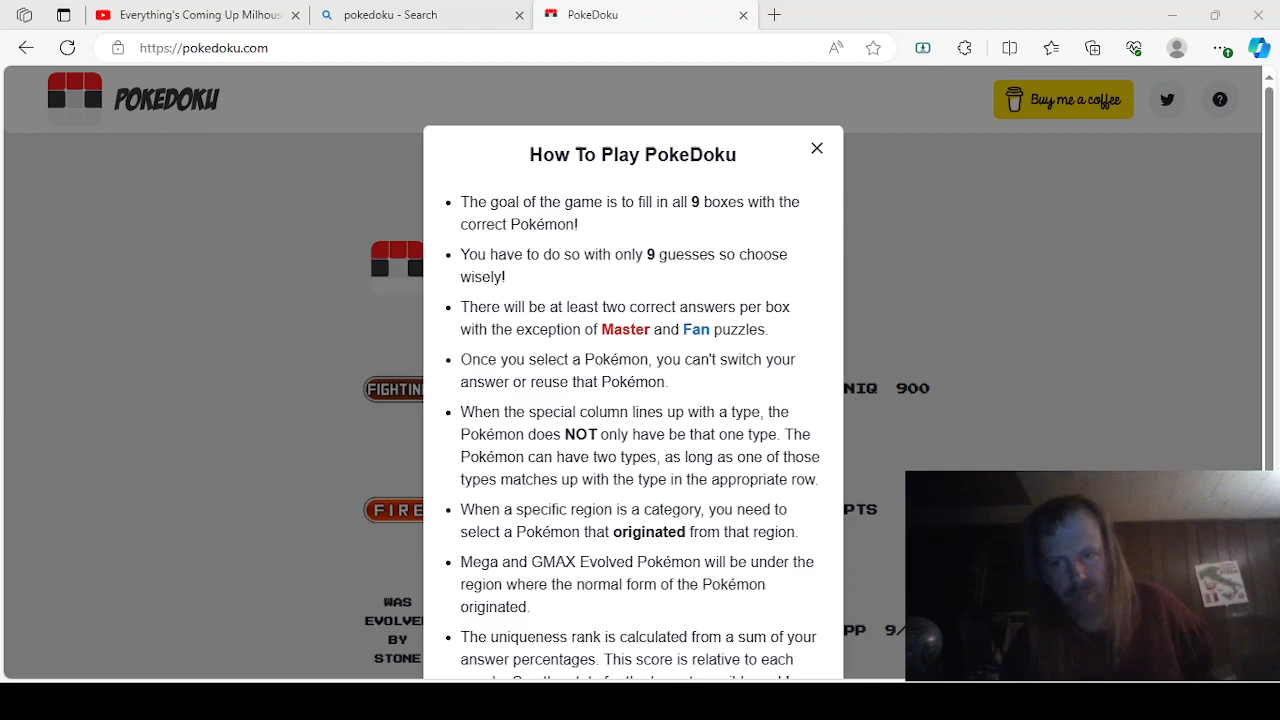 Everything's Coming Up Milhous
pokedoku - Search
PokeDoku
https://pokedoku.com
POKEDOKU
Buy me a coffee
How To Play PokeDoku
• The goal of the game is to fill in all 9 boxes with the
correct Pokémon!
• You have to do so with only 9 guesses so choose
wisely!
• There will be at least two correct answers per box
with the exception of Master and Fan puzzles.
• Once you select a Pokémon, you can't switch your
answer or reuse that Pokémon.
• When the special column lines up with a type, the
Pokémon does NOT only have be that one type. The
Pokémon can have two types, as long as one of those
types matches up with the type in the appropriate row.
• When a specific region is a category, you need to
select a Pokémon that originated from that region.
• Mega and GMAX Evolved Pokémon will be under the
region where the normal form of the Pokémon
originated.
• The uniqueness rank is calculated from a sum of your
answer percentages. This score is relative to each
FIGHTIN
NIQ 900
FIRE
PTS
WAS
EVOLVE
BY
STONE
PP 9/